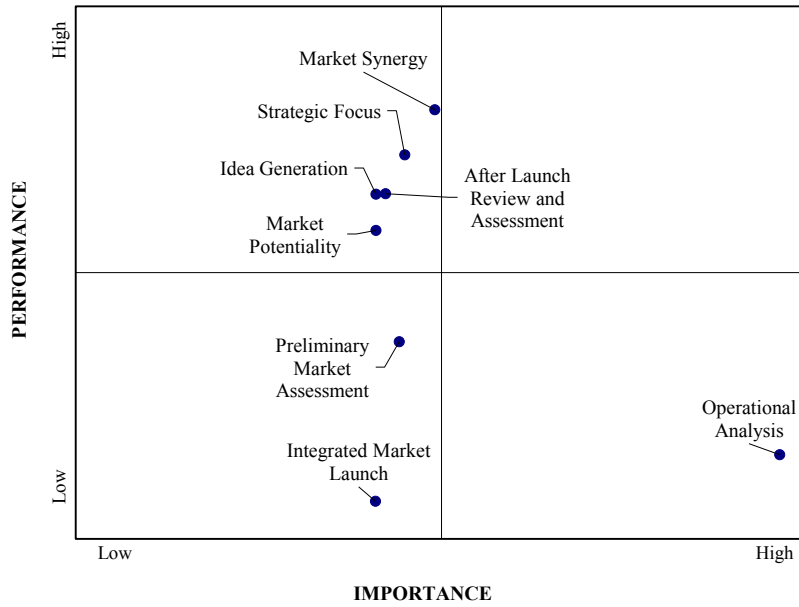 High
Market Synergy
Strategic Focus
Idea Generation
After Launch
Review and
Assessment
Market
Potentiality
PERFORMANCE
Preliminary
Market
Assessment
Operational
Analysis
Integrated Market
Launch
Low
Low
High
IMPORTANCE